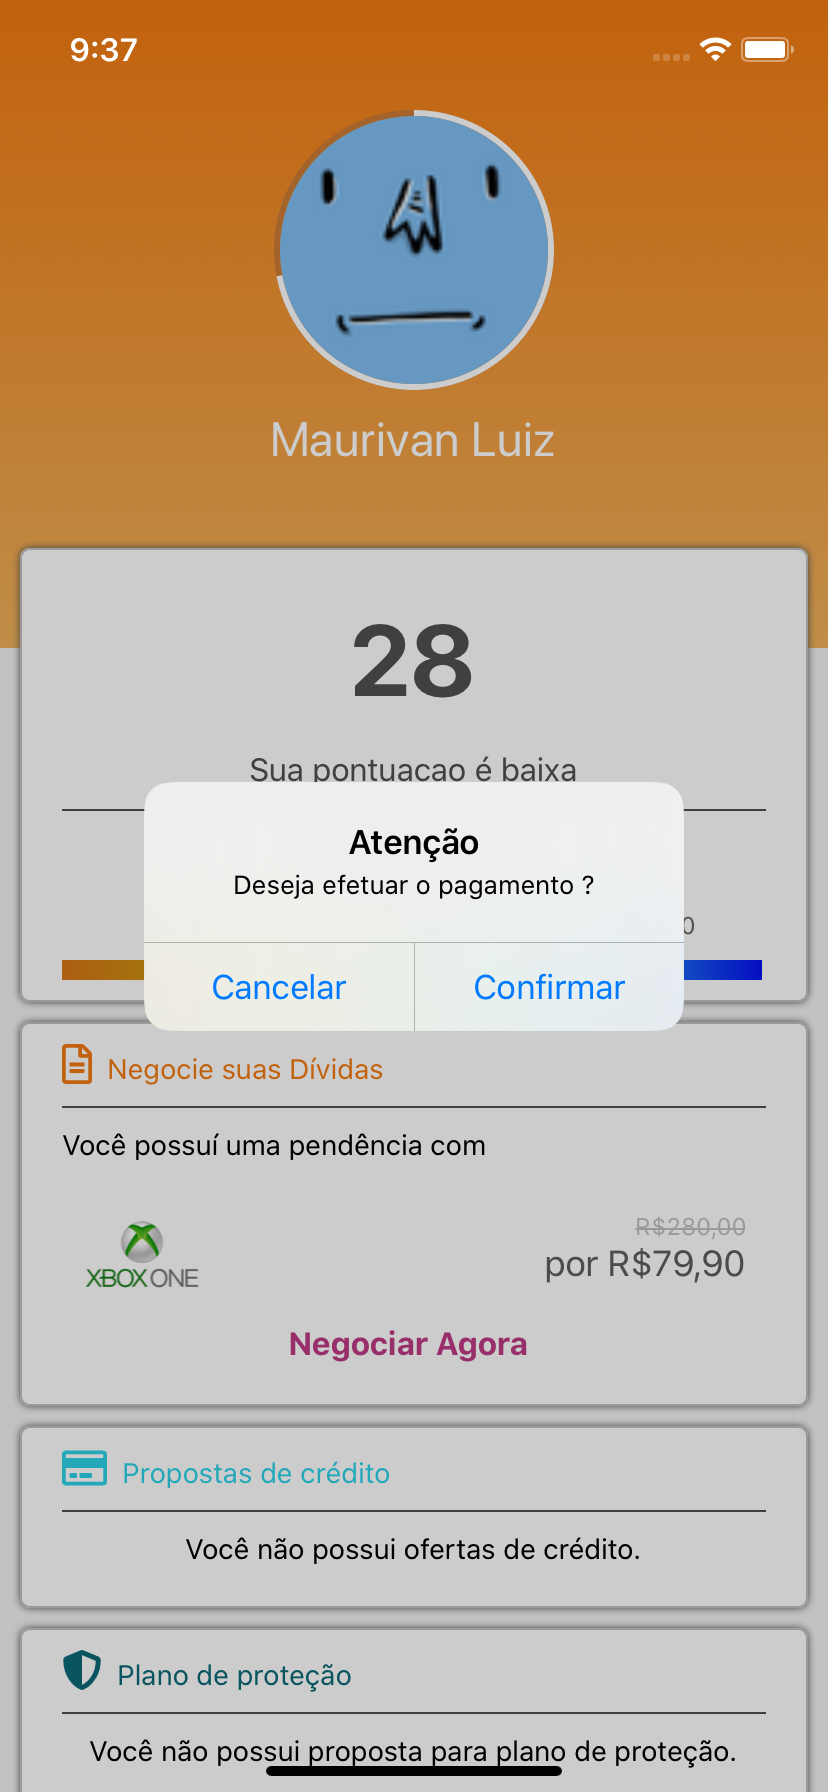 9:37
Maurivan Luiz
28
Sua pontuacao é baixa
Atenção
Deseja efetuar o pagamento ?
0
Cancelar
Confirmar
Negocie suas Dívidas
Você possuí uma pendência com
R$280,00
XBOX ONE
por R$79,90
Negociar Agora
Propostas de crédito
Você não possui ofertas de crédito.
Plano de proteção
Você não possui proposta para plano de proteção.